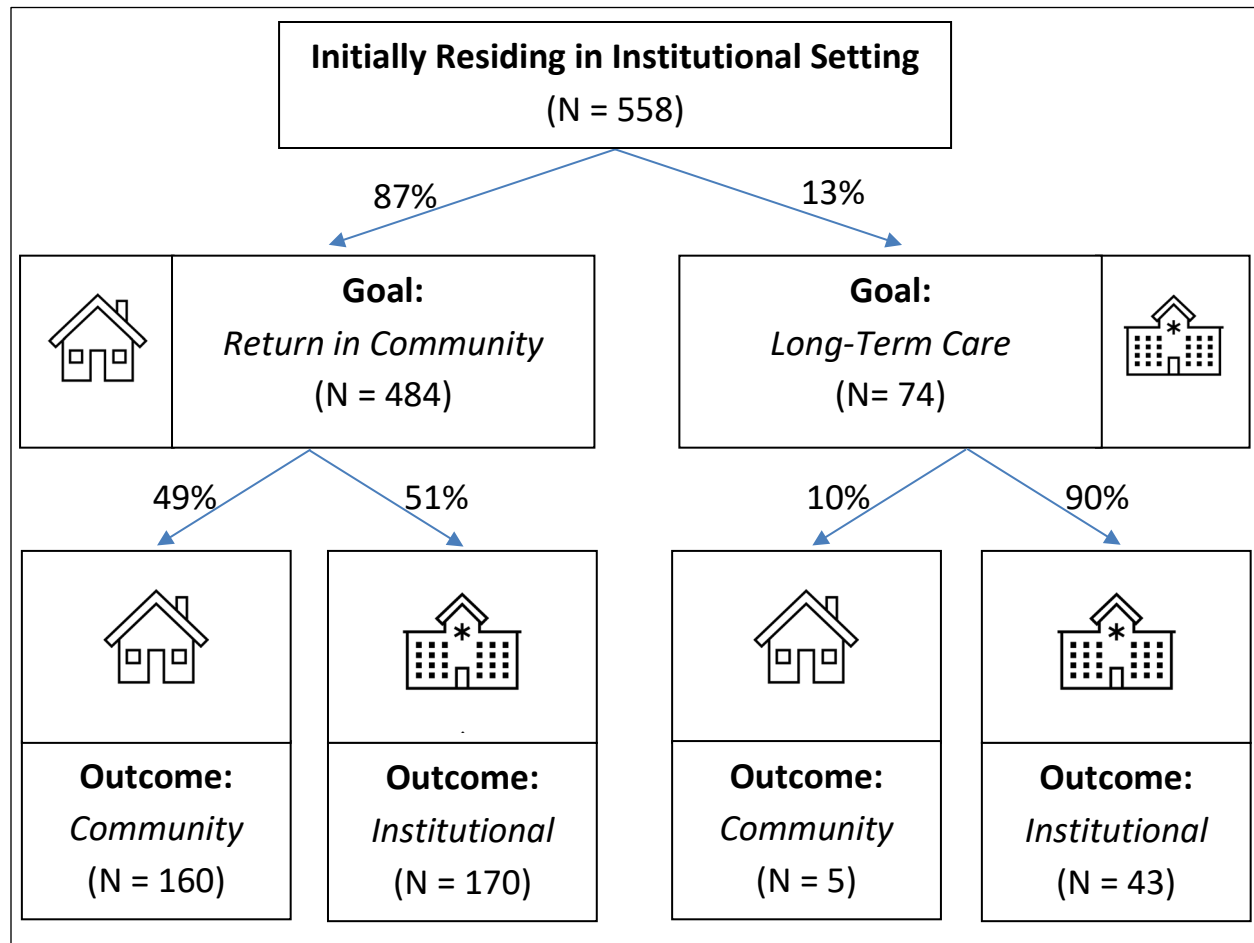 Initially Residing in Institutional Setting
(N = 558)
87%
13%
Goal:
Return in Community
(N = 484)
Goal:
Long-Term Care
(N= 74)
49%
51%
10%
90%
Outcome:
Community
(N = 160)
Outcome:
Institutional
(N = 170)
Outcome:
Community
(N = 5)
Outcome:
Institutional
(N = 43)